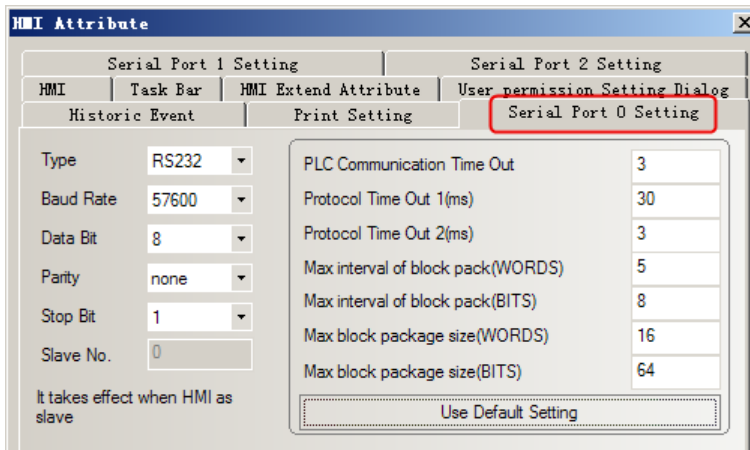 HMI Attribute
Serial Port 1 Setting Serial Port 2 Setting
HMI Task Bar HMI Extend Attribute User permission Setting Dialog
Historic Event Print Setting Serial Port 0 Setting
Type RS232
Baud Rate 57600
Data Bit 8
Parity none
Stop Bit 1
Slave No. 0
It takes effect when HMI as
slave
PLC Communication Time Out 3
Protocol Time Out 1(ms) 30
Protocol Time Out 2(ms) 3
Max interval of block pack(WORDS) 5
Max interval of block pack(BITS) 8
Max block package size(WORDS) 16
Max block package size(BITS) 64
Use Default Setting